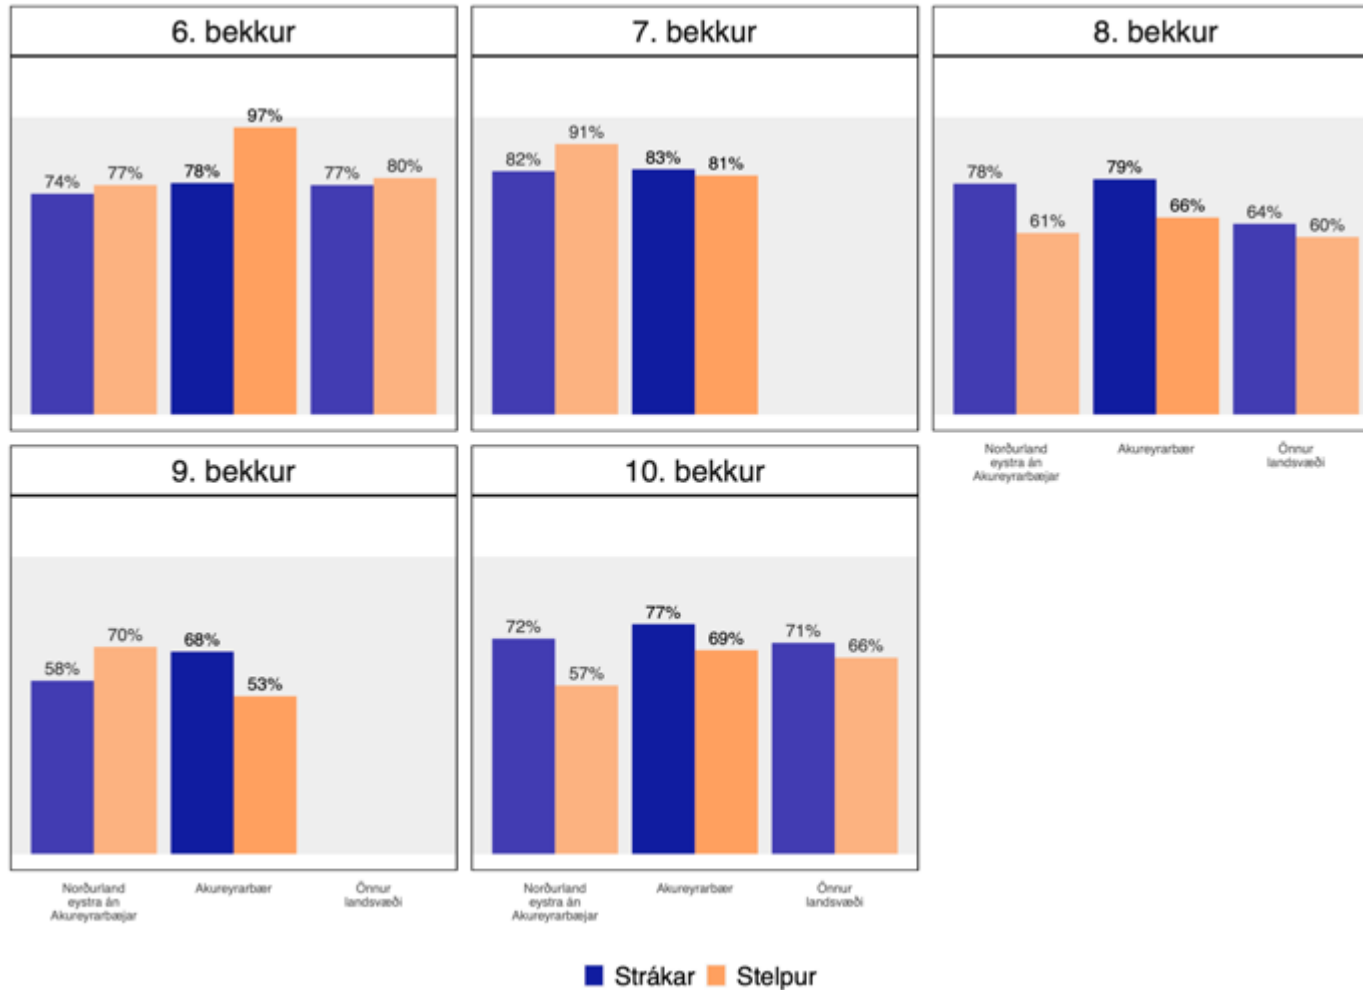 6. bekkur
7. bekkur
8. bekkur
74%
77%
78%
97%
77%
80%
82%
91%
83%
81%
78%
61%
79%
66%
64%
60%
Norðurland
eystra án
Akureyrarbæjar
Akureyrarbær
Önnur
landsvæði
9. bekkur
10. bekkur
58%
70%
68%
53%
72%
57%
77%
69%
71%
66%
Norðurland
eystra án
Akureyrarbæjar
Akureyrarbær
Önnur
landsvæði
Norðurland
eystra án
Akureyrarbæjar
Akureyrarbær
Önnur
landsvæði
Strákar
Stelpur